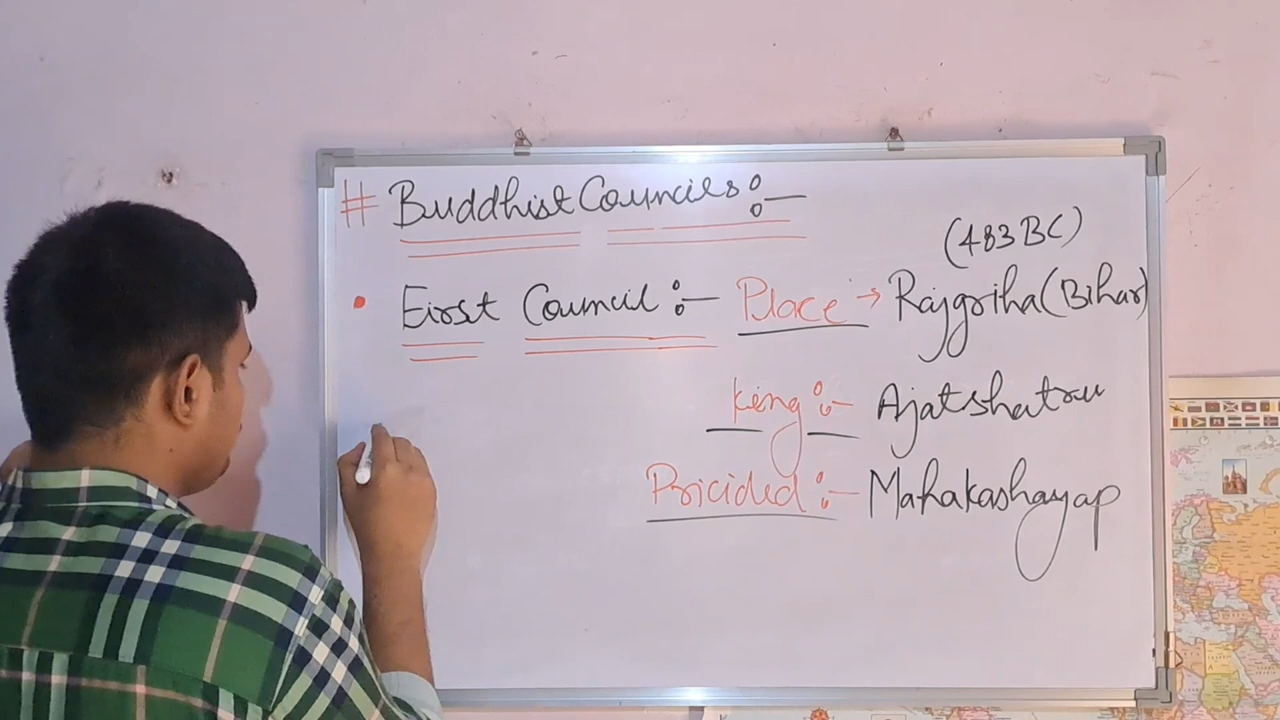 # Buddhist Councils :—
(483 BC)
• First Council :— Place → Rajgriha (Bihar)
King :— Ajatshatru
Pricided :— Mahakashayap